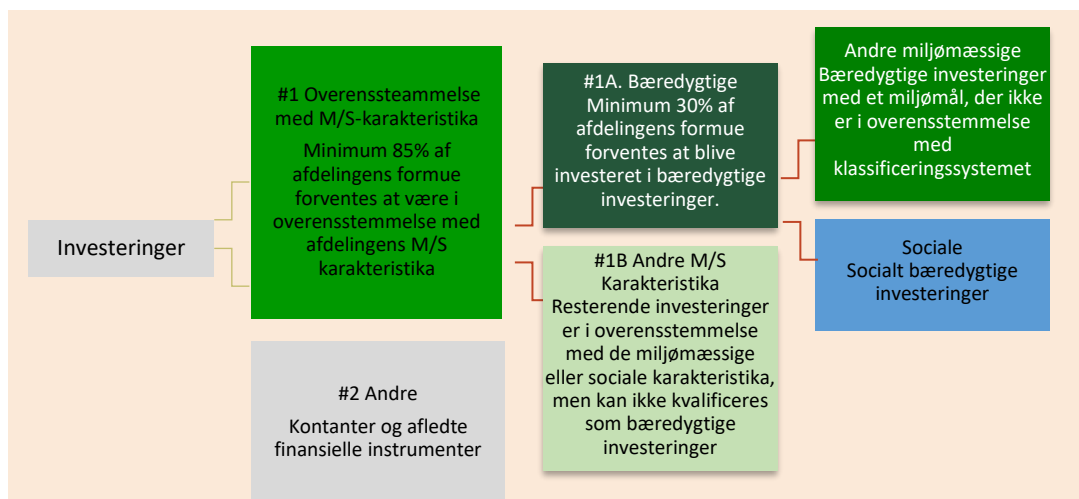 Investeringer
#1 Overenssteammelse
med M/S-karakteristika
Minimum 85% af
afdelingens formue
forventes at være i
overensstemmelse med
afdelingens M/S
karakteristika
#2 Andre
Kontanter og afledte
finansielle instrumenter
#1A. Bæredygtige
Minimum 30% af
afdelingens formue
forventes at blive
investeret i bæredygtige
investeringer.
#1B Andre M/S
Karakteristika
Resterende investeringer
er i overensstemmelse
med de miljømæssige
eller sociale karakteristika,
men kan ikke kvalificeres
som bæredygtige
investeringer
Andre miljømæssige
Bæredygtige investeringer
med et miljømål, der ikke
er i overensstemmelse
med
klassificeringssystemet
Sociale
Socialt bæredygtige
investeringer